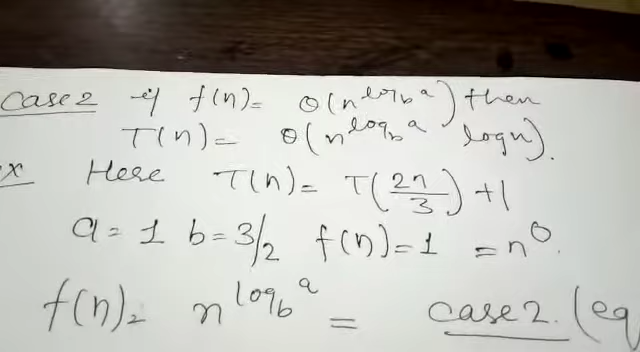 case 2 if f(n) = θ(n^log_b a) then
T(n) = θ(n^log_b a log n).
x Here T(n) = T(2n/3) + 1
a = 1 b = 3/2 f(n) = 1 = n^0.
f(n) = n^log_b a = case 2. (eq